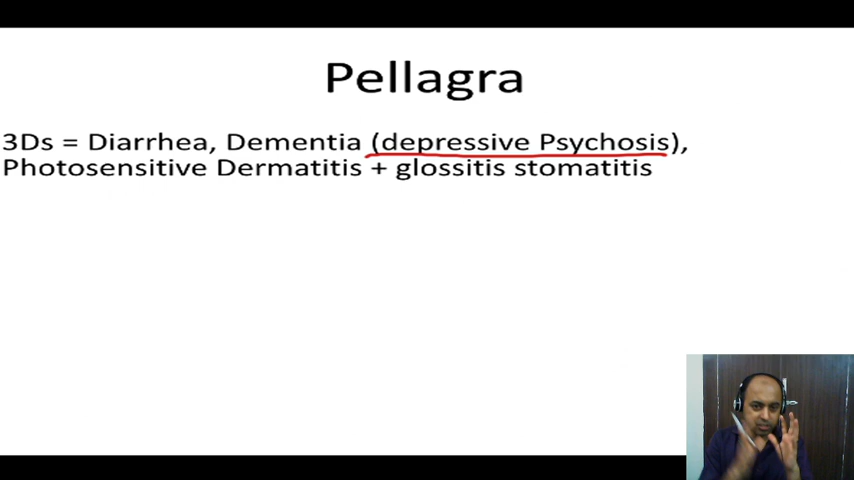 Pellagra
3Ds = Diarrhea, Dementia (depressive Psychosis),
Photosensitive Dermatitis + glossitis stomatitis